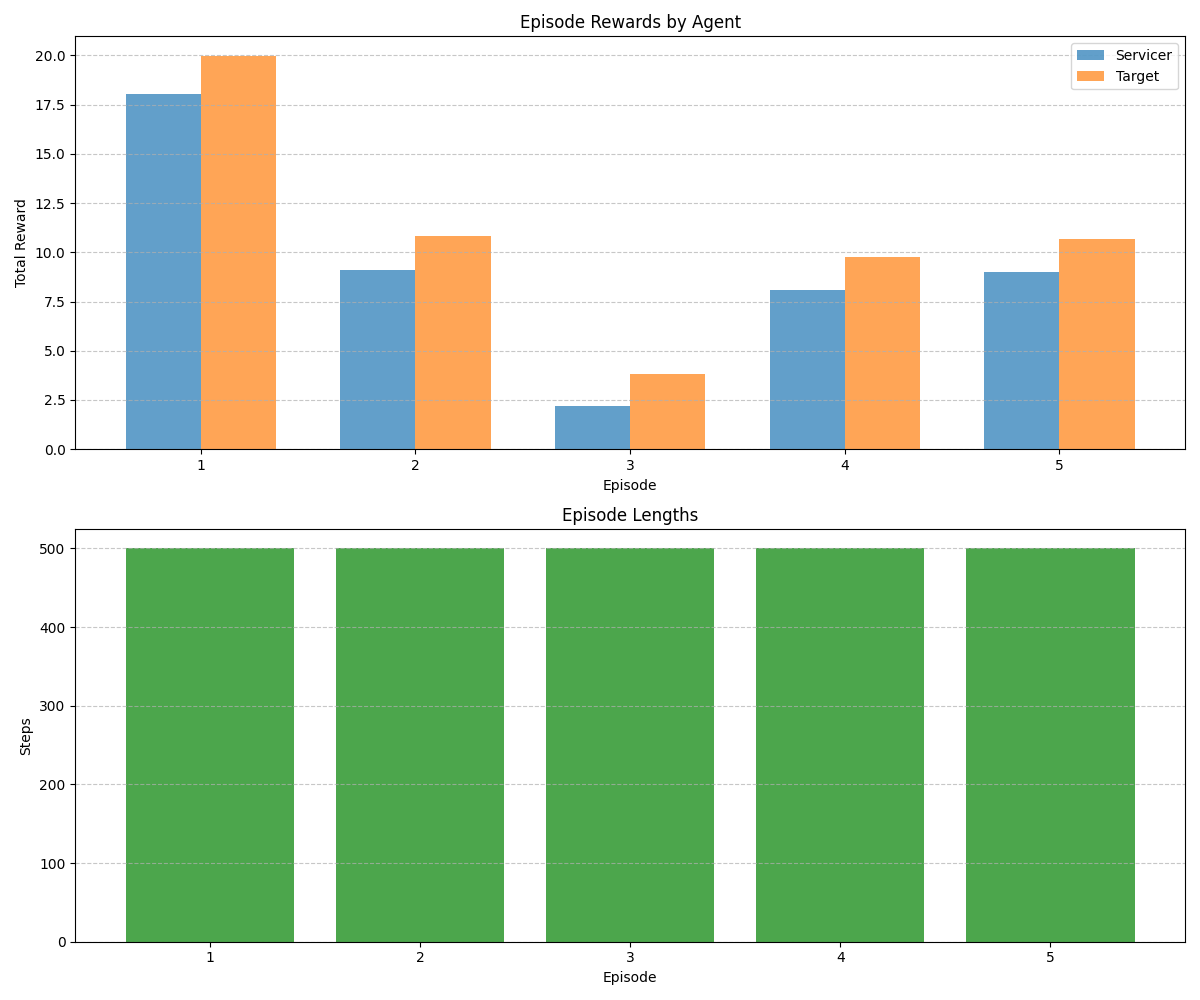 Episode Rewards by Agent
Servicer
Target
Total Reward
20.0
17.5
15.0
12.5
10.0
7.5
5.0
2.5
0.0
1 2 3 4 5
Episode
Episode Lengths
Steps
500
400
300
200
100
0
1 2 3 4 5
Episode